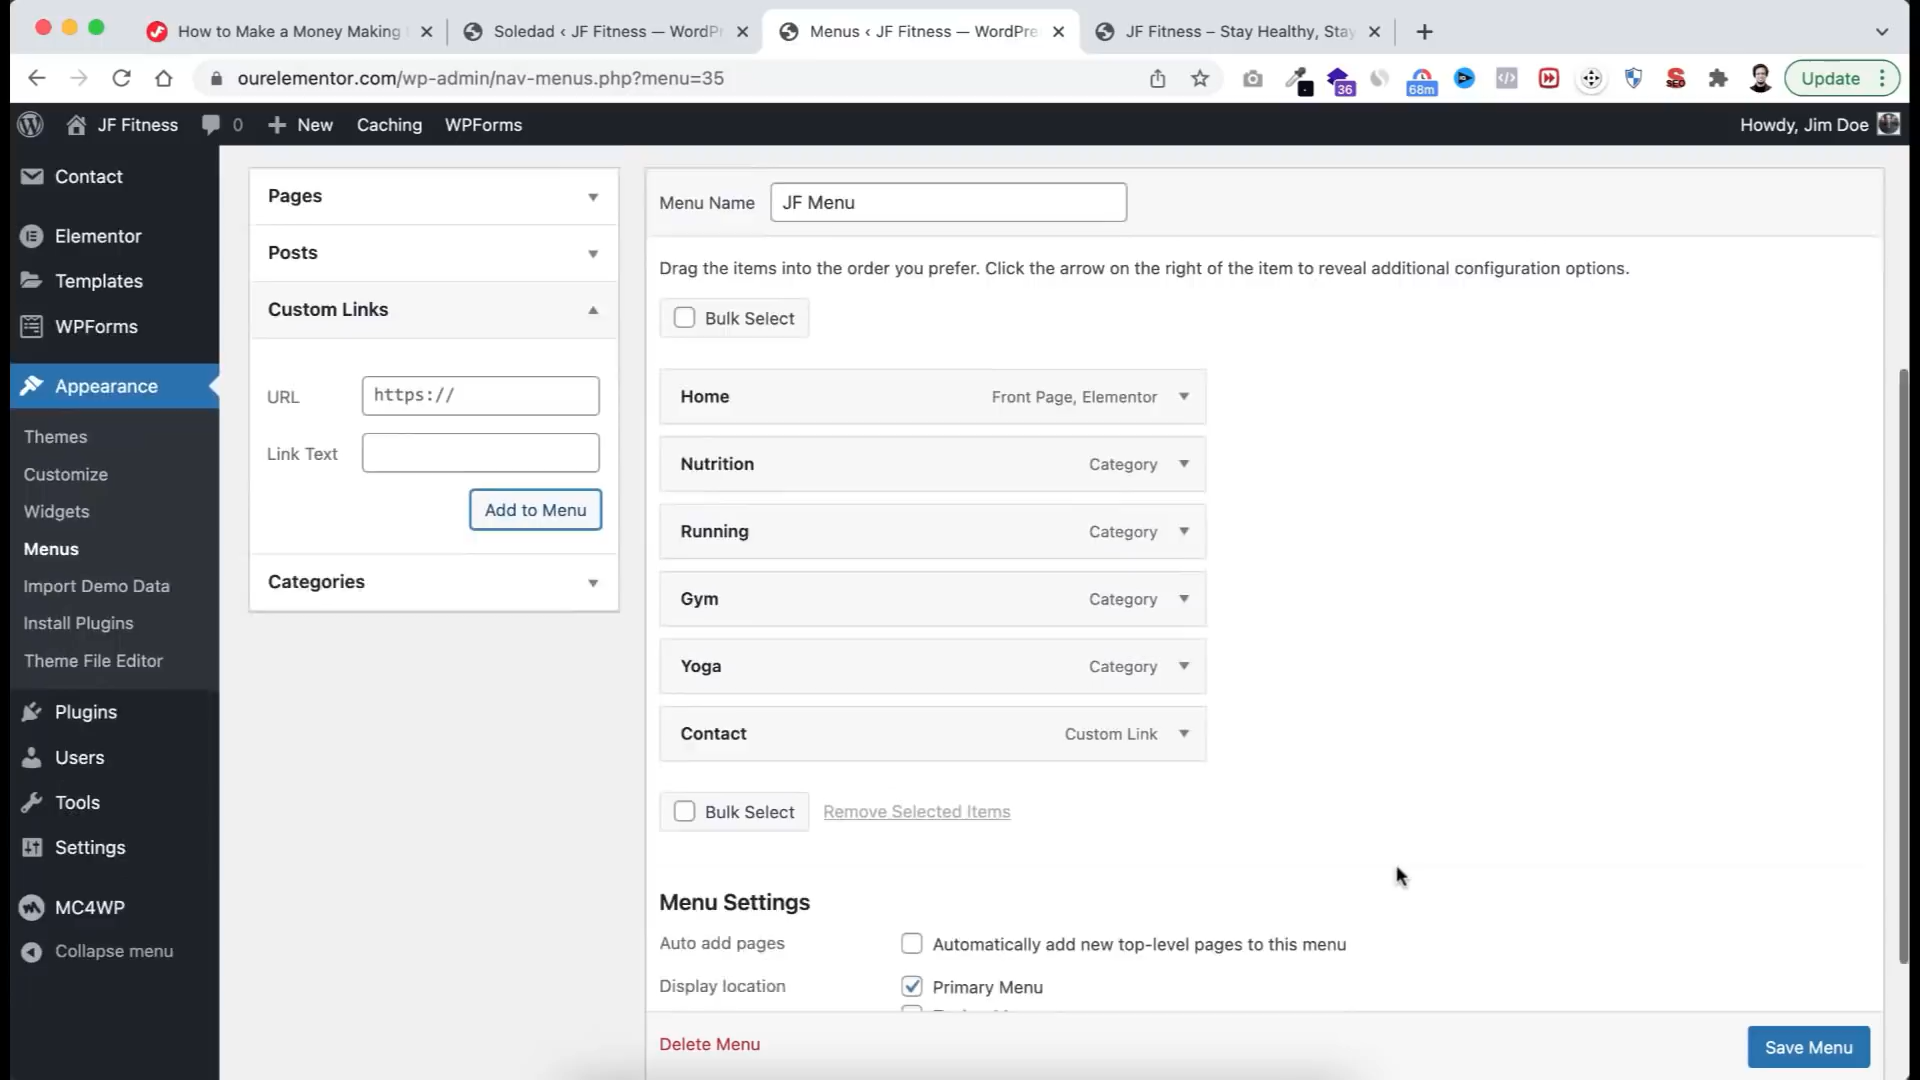 How to Make a Money Making
Soledad ‹ JF Fitness — WordPr
Menus ‹ JF Fitness — WordPre
JF Fitness – Stay Healthy, Stay
ourelementor.com/wp-admin/nav-menus.php?menu=35
36
68m
SEO
Update
JF Fitness
0
New
Caching
WPForms
Howdy, Jim Doe
Contact
Elementor
Templates
WPForms
Appearance
Themes
Customize
Widgets
Menus
Import Demo Data
Install Plugins
Theme File Editor
Plugins
Users
Tools
Settings
MC4WP
Collapse menu
Pages
Posts
Custom Links
URL
https://
Link Text
Add to Menu
Categories
Menu Name
JF Menu
Drag the items into the order you prefer. Click the arrow on the right of the item to reveal additional configuration options.
Bulk Select
Home Front Page, Elementor
Nutrition Category
Running Category
Gym Category
Yoga Category
Contact Custom Link
Bulk Select Remove Selected Items
Menu Settings
Auto add pages Automatically add new top-level pages to this menu
Display location Primary Menu
Delete Menu
Save Menu